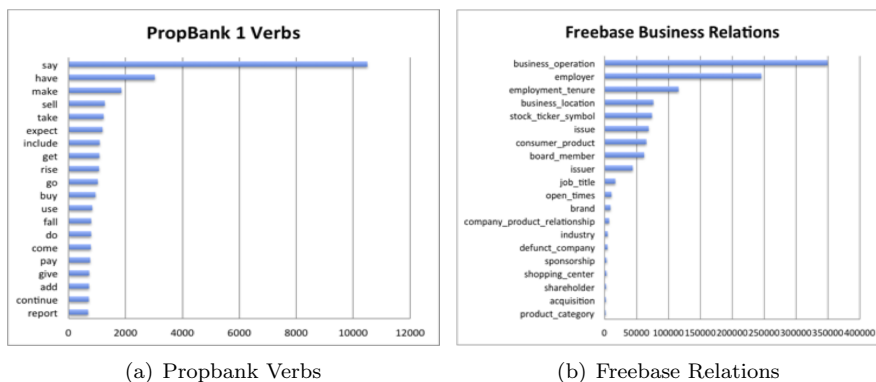 PropBank 1 Verbs
say
have
make
sell
take
expect
include
get
rise
go
buy
use
fall
do
come
pay
give
add
continue
report
0 2000 4000 6000 8000 10000 12000
(a) Propbank Verbs
Freebase Business Relations
business_operation
employer
employment_tenure
business_location
stock_ticker_symbol
issue
consumer_product
board_member
issuer
job_title
open_times
brand
company_product_relationship
industry
defunct_company
sponsorship
shopping_center
shareholder
acquisition
product_category
0 50000 100000 150000 200000 250000 300000 350000 400000
(b) Freebase Relations